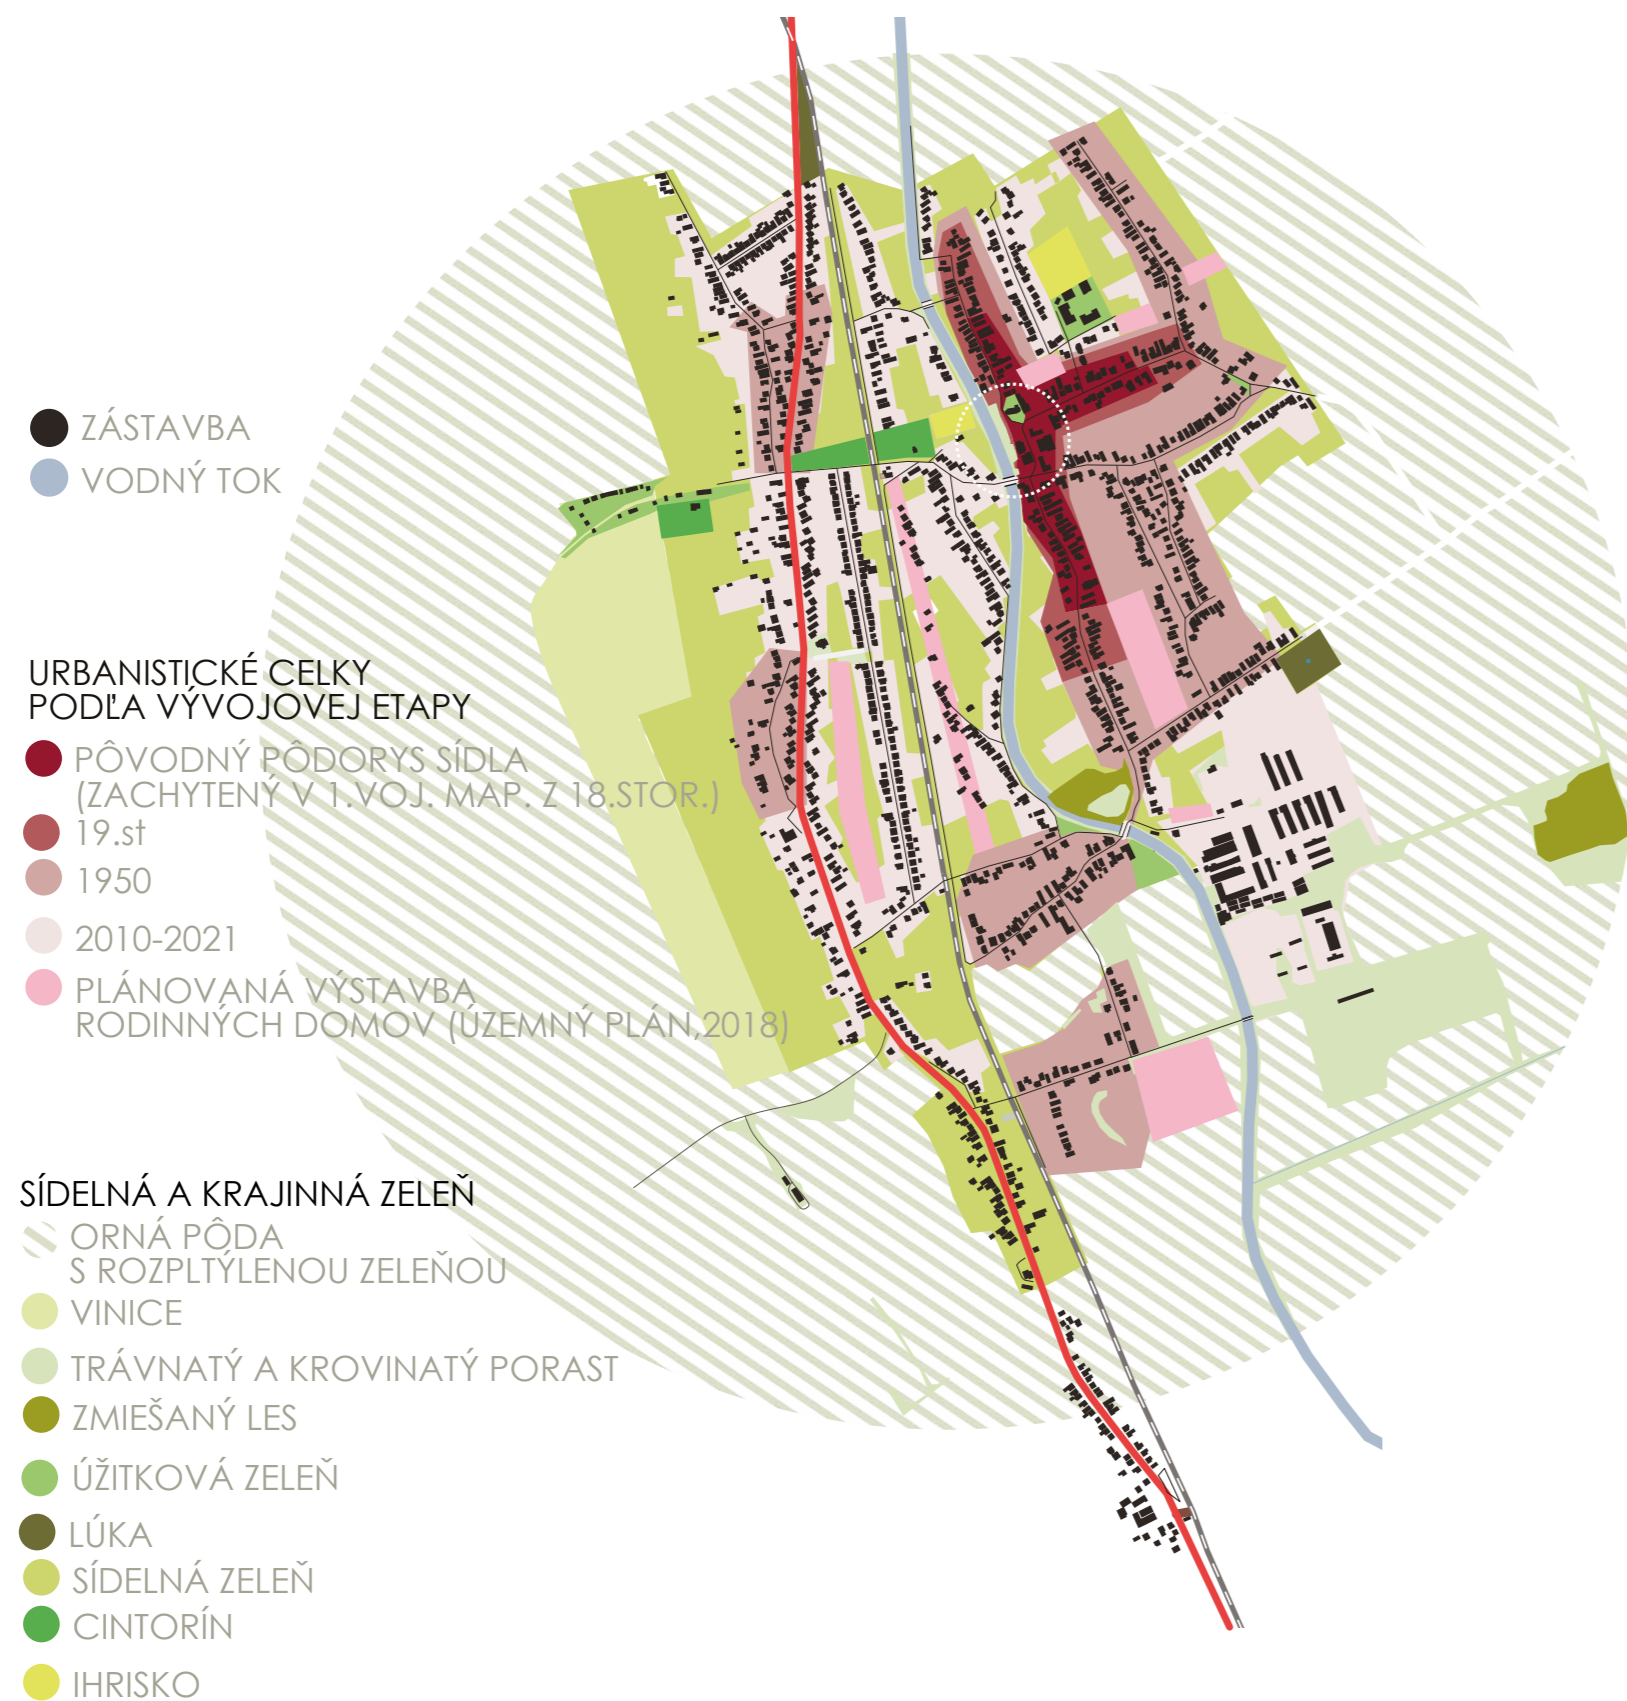 ZÁSTAVBA
VODNÝ TOK
URBANISTICKÉ CELKY
PODĽA VÝVOJOVEJ ETAPY
PÔVODNÝ PÔDORYS SÍDLA
(ZACHYTENÝ V 1.VOJ. MAP. Z 18.STOR.)
19.st
1950
2010-2021
PLÁNOVANÁ VÝSTAVBA
RODINNÝCH DOMOV (ÚZEMNÝ PLÁN,2018)
SÍDELNÁ A KRAJINNÁ ZELEŇ
ORNÁ PÔDA
S ROZPLTÝLENOU ZELEŇOU
VINICE
TRÁVNATÝ A KROVINATÝ PORAST
ZMIEŠANÝ LES
ÚŽITKOVÁ ZELEŇ
LÚKA
SÍDELNÁ ZELEŇ
CINTORÍN
IHRISKO